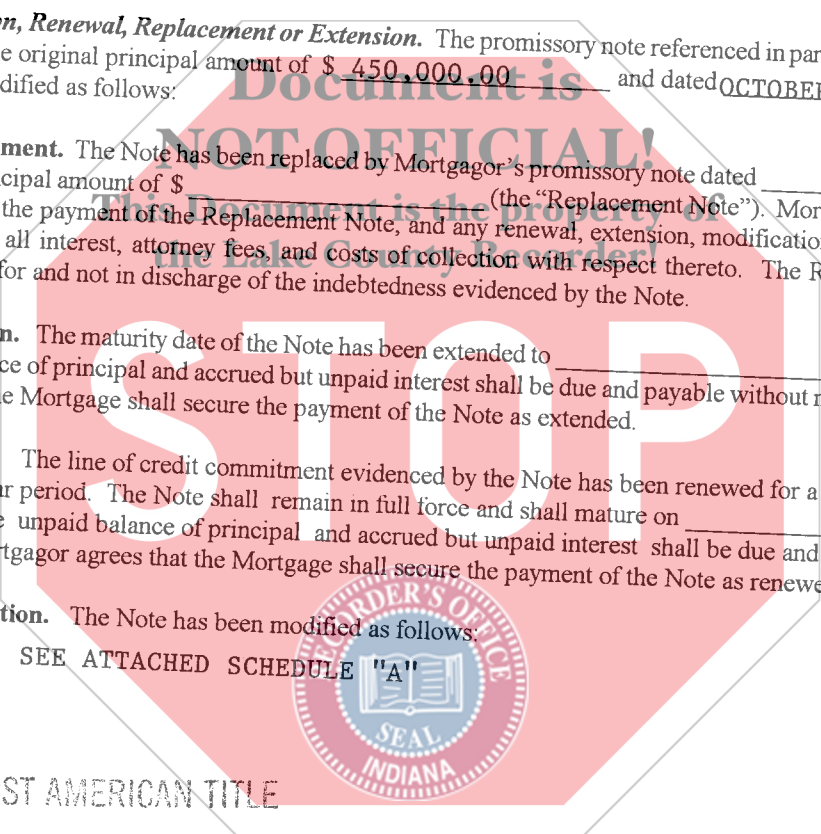 n, Renewal, Replacement or Extension. The promissory note referenced in par
e original principal amount of $ 450,000.00 and dated OCTOBER
dified as follows:
Document is
NOT OFFICIAL!
This Document is the property of
the Lake County Recorder!
ment. The Note has been replaced by Mortgagor's promissory note dated
cipal amount of $ (the "Replacement Note"). Mor
the payment of the Replacement Note, and any renewal, extension, modificatio
all interest, attorney fees, and costs of collection with respect thereto. The R
for and not in discharge of the indebtedness evidenced by the Note.
n. The maturity date of the Note has been extended to
ce of principal and accrued but unpaid interest shall be due and payable without n
e Mortgage shall secure the payment of the Note as extended.
STOP
The line of credit commitment evidenced by the Note has been renewed for a
r period. The Note shall remain in full force and shall mature on
e unpaid balance of principal and accrued but unpaid interest shall be due and
rtgagor agrees that the Mortgage shall secure the payment of the Note as renewe
tion. The Note has been modified as follows:
SEE ATTACHED SCHEDULE "A"
RECORDER'S OFFICE
SEAL
INDIANA
ST AMERICAN TITLE